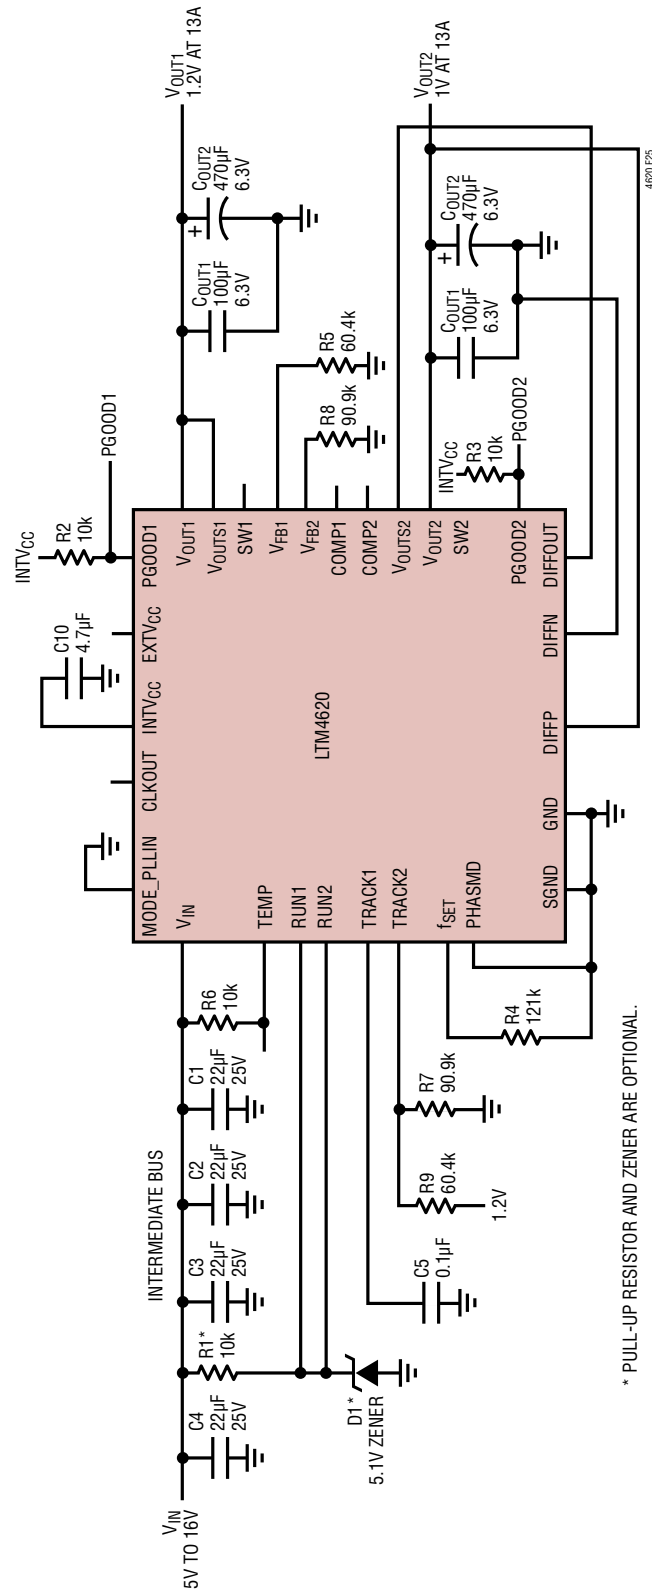 VIN
5V TO 16V
C4
22µF
25V
R1*
10k
D1*
5.1V ZENER
INTERMEDIATE BUS
C3
22µF
25V
C2
22µF
25V
C1
22µF
25V
R6
10k
C5
0.1µF
R9
60.4k
1.2V
R7
90.9k
R4
121k
MODE_PLLIN
CLKOUT
INTVCC
EXTVCC
PGOOD1
VIN
TEMP
RUN1
RUN2
TRACK1
TRACK2
fSET
PHASMD
LTM4620
SGND
GND
DIFFP
DIFFN
DIFFOUT
VOUT1
VOUTS1
SW1
VFB1
VFB2
COMP1
COMP2
VOUTS2
VOUT2
SW2
PGOOD2
C10
4.7µF
INTVCC
R2
10k
PGOOD1
R8
90.9k
R5
60.4k
COUT1
100µF
6.3V
COUT2
470µF
6.3V
+
VOUT1
1.2V AT 13A
INTVCC
R3
10k
PGOOD2
COUT1
100µF
6.3V
COUT2
470µF
6.3V
+
VOUT2
1V AT 13A
* PULL-UP RESISTOR AND ZENER ARE OPTIONAL.
4620 F25